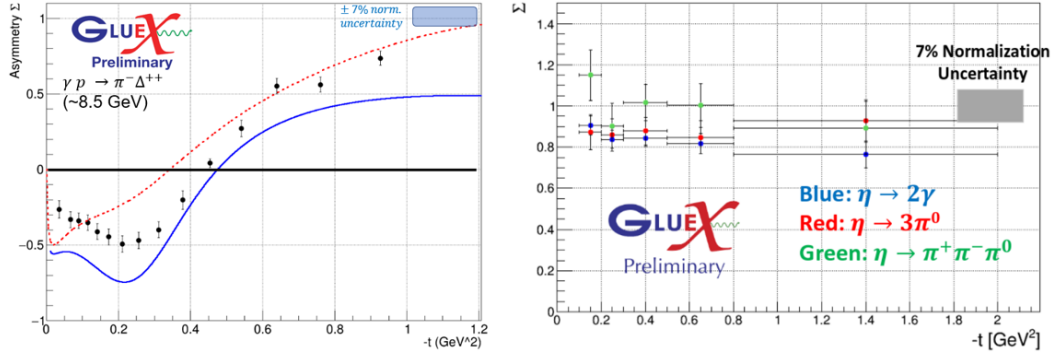 Asymmetry Σ
1
0.5
0
−0.5
−1
GLUEX
Preliminary
γ p → π⁻Δ⁺⁺
(~8.5 GeV)
± 7% norm.
uncertainty
0 0.2 0.4 0.6 0.8 1 1.2
-t (GeV^2)
Σ
1.4
1.2
1
0.8
0.6
0.4
0.2
0
7% Normalization
Uncertainty
GLUEX
Preliminary
Blue: η → 2γ
Red: η → 3π⁰
Green: η → π⁺π⁻π⁰
0 0.2 0.4 0.6 0.8 1 1.2 1.4 1.6 1.8 2
-t [GeV²]